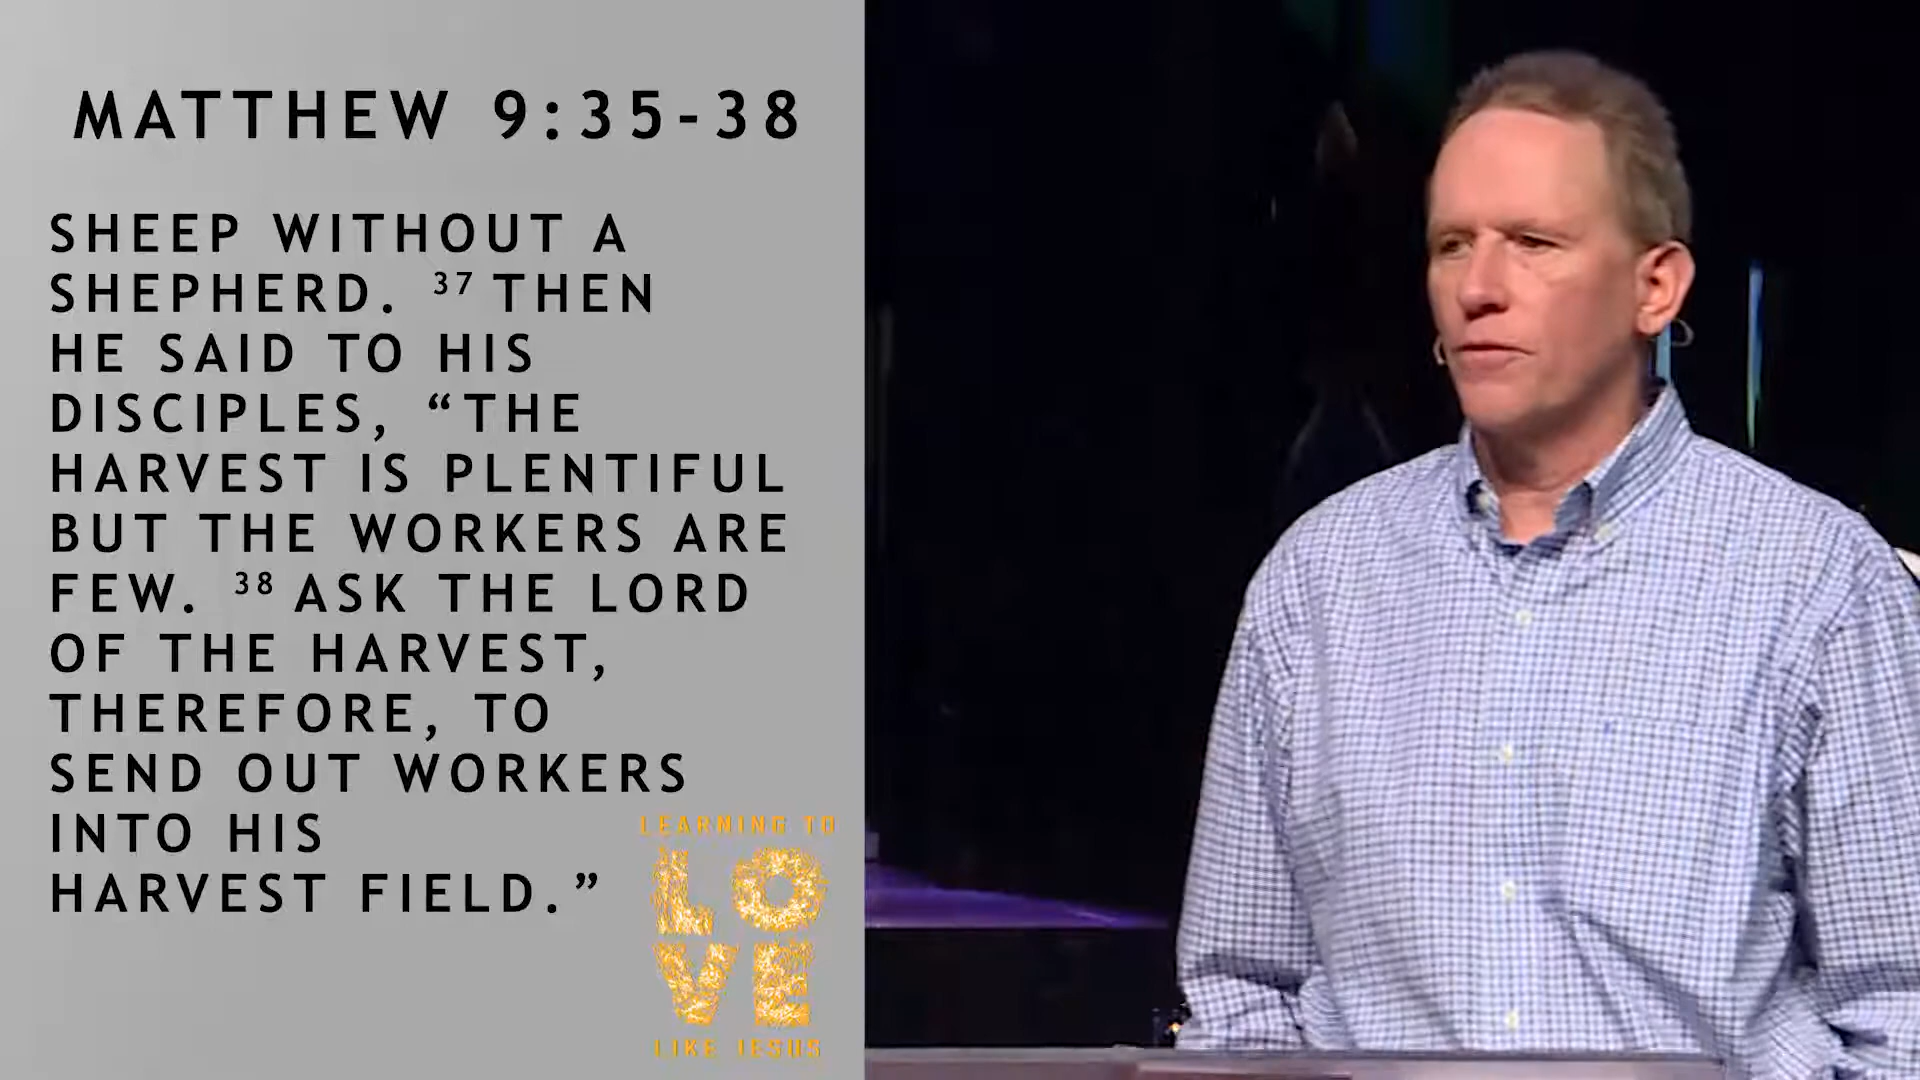 MATTHEW 9:35-38
SHEEP WITHOUT A
SHEPHERD. 37 THEN
HE SAID TO HIS
DISCIPLES, “THE
HARVEST IS PLENTIFUL
BUT THE WORKERS ARE
FEW. 38 ASK THE LORD
OF THE HARVEST,
THEREFORE, TO
SEND OUT WORKERS
INTO HIS
HARVEST FIELD.”
LEARNING TO
LO
VE
LIKE JESUS